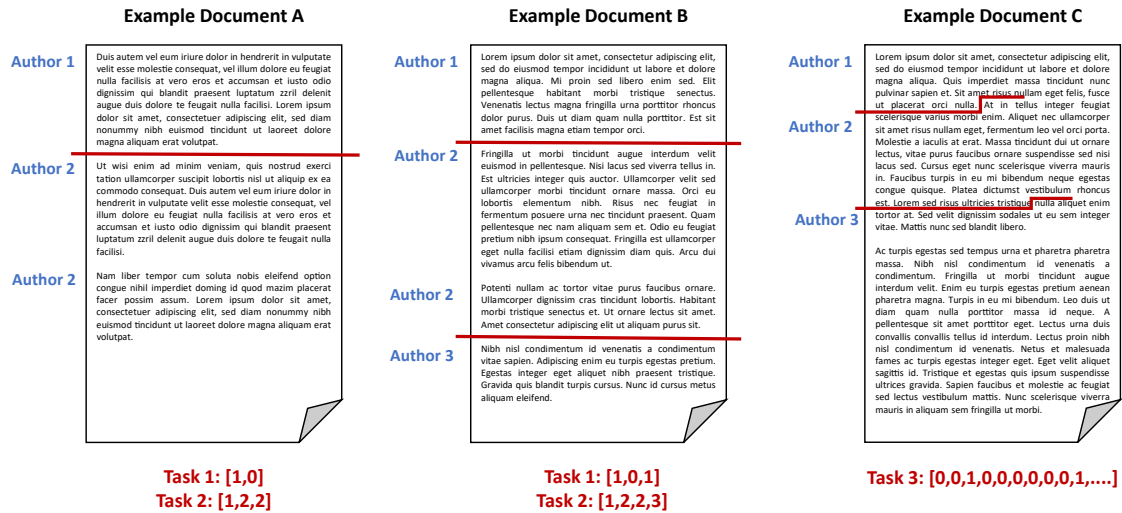 Example Document A
Author 1
Duis autem vel eum iriure dolor in hendrerit in vulputate
velit esse molestie consequat, vel illum dolore eu feugiat
nulla facilisis at vero eros et accumsan et iusto odio
dignissim qui blandit praesent luptatum zzril delenit
augue duis dolore te feugait nulla facilisi. Lorem ipsum
dolor sit amet, consectetuer adipiscing elit, sed diam
nonummy nibh euismod tincidunt ut laoreet dolore
magna aliquam erat volutpat.
Author 2
Ut wisi enim ad minim veniam, quis nostrud exerci
tation ullamcorper suscipit lobortis nisl ut aliquip ex ea
commodo consequat. Duis autem vel eum iriure dolor in
hendrerit in vulputate velit esse molestie consequat, vel
illum dolore eu feugiat nulla facilisis at vero eros et
accumsan et iusto odio dignissim qui blandit praesent
luptatum zzril delenit augue duis dolore te feugait nulla
facilisi.
Author 2
Nam liber tempor cum soluta nobis eleifend option
congue nihil imperdiet doming id quod mazim placerat
facer possim assum. Lorem ipsum dolor sit amet,
consectetuer adipiscing elit, sed diam nonummy nibh
euismod tincidunt ut laoreet dolore magna aliquam erat
volutpat.
Task 1: [1,0]
Task 2: [1,2,2]
Example Document B
Author 1
Lorem ipsum dolor sit amet, consectetur adipiscing elit,
sed do eiusmod tempor incididunt ut labore et dolore
magna aliqua. Mi proin sed libero enim sed. Elit
pellentesque habitant morbi tristique senectus.
Venenatis lectus magna fringilla urna porttitor rhoncus
dolor purus. Duis ut diam quam nulla porttitor. Est sit
amet facilisis magna etiam tempor orci.
Author 2
Fringilla ut morbi tincidunt augue interdum velit
euismod in pellentesque. Nisi lacus sed viverra tellus in.
Est ultricies integer quis auctor. Ullamcorper velit sed
ullamcorper morbi tincidunt ornare massa. Orci eu
lobortis elementum nibh. Risus nec feugiat in
fermentum posuere urna nec tincidunt praesent. Quam
pellentesque nec nam aliquam sem et. Odio eu feugiat
pretium nibh ipsum consequat. Fringilla est ullamcorper
eget nulla facilisi etiam dignissim diam quis. Arcu dui
vivamus arcu felis bibendum ut.
Author 2
Potenti nullam ac tortor vitae purus faucibus ornare.
Ullamcorper dignissim cras tincidunt lobortis. Habitant
morbi tristique senectus et. Ut ornare lectus sit amet.
Amet consectetur adipiscing elit ut aliquam purus sit.
Author 3
Nibh nisl condimentum id venenatis a condimentum
vitae sapien. Adipiscing enim eu turpis egestas pretium.
Egestas integer eget aliquet nibh praesent tristique.
Gravida quis blandit turpis cursus. Nunc id cursus metus
aliquam eleifend.
Task 1: [1,0,1]
Task 2: [1,2,2,3]
Example Document C
Author 1
Lorem ipsum dolor sit amet, consectetur adipiscing elit,
sed do eiusmod tempor incididunt ut labore et dolore
magna aliqua. Quis imperdiet massa tincidunt nunc
pulvinar sapien et. Sit amet risus nullam eget felis, fusce
ut placerat orci nulla. At in tellus integer feugiat
Author 2
scelerisque varius morbi enim. Aliquet nec ullamcorper
sit amet risus nullam eget, fermentum leo vel orci porta.
Molestie a iaculis at erat. Massa tincidunt dui ut ornare
lectus, vitae purus faucibus ornare suspendisse sed nisi
lacus sed. Cursus eget nunc scelerisque viverra mauris
in. Faucibus turpis in eu mi bibendum neque egestas
congue quisque. Platea dictumst vestibulum rhoncus
est. Lorem sed risus ultricies tristique nulla aliquet enim
Author 3
tortor at. Sed velit dignissim sodales ut eu sem integer
vitae. Mattis nunc sed blandit libero.
Ac turpis egestas sed tempus urna et pharetra pharetra
massa. Nibh nisl condimentum id venenatis a
condimentum. Fringilla ut morbi tincidunt augue
interdum velit. Enim eu turpis egestas pretium aenean
pharetra magna. Turpis in eu mi bibendum. Leo duis ut
diam quam nulla porttitor massa id neque. A
pellentesque sit amet porttitor eget. Lectus urna duis
convallis convallis tellus id interdum. Lectus proin nibh
nisl condimentum id venenatis. Netus et malesuada
fames ac turpis egestas integer eget. Eget velit aliquet
sagittis id. Tristique et egestas quis ipsum suspendisse
ultrices gravida. Sapien faucibus et molestie ac feugiat
sed lectus vestibulum mattis. Nunc scelerisque viverra
mauris in aliquam sem fringilla ut morbi.
Task 3: [0,0,1,0,0,0,0,0,0,1,....]